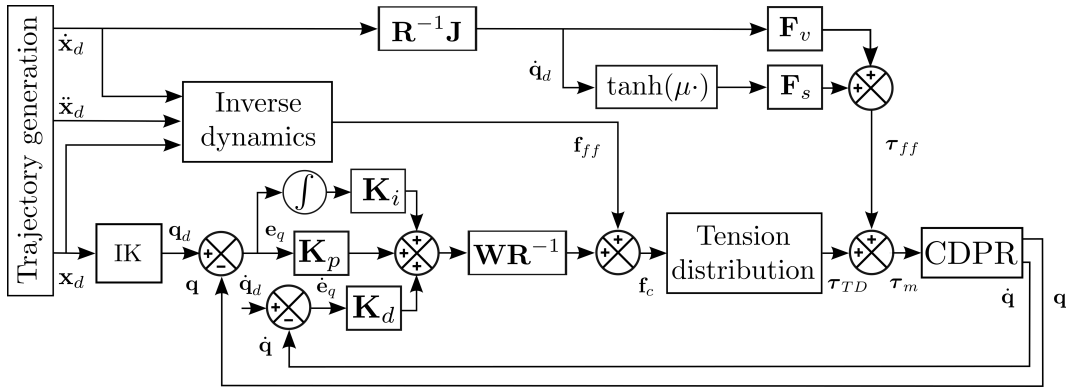 Trajectory generation
ẋ_d
R⁻¹J
F_v
q̇_d
tanh(μ·)
F_s
ẍ_d
Inverse
dynamics
f_ff
τ_ff
∫
K_i
x_d
IK
q_d
q
e_q
K_p
WR⁻¹
f_c
Tension
distribution
τ_TD
τ_m
CDPR
q̇
q
q̇_d
ė_q
K_d
q̇